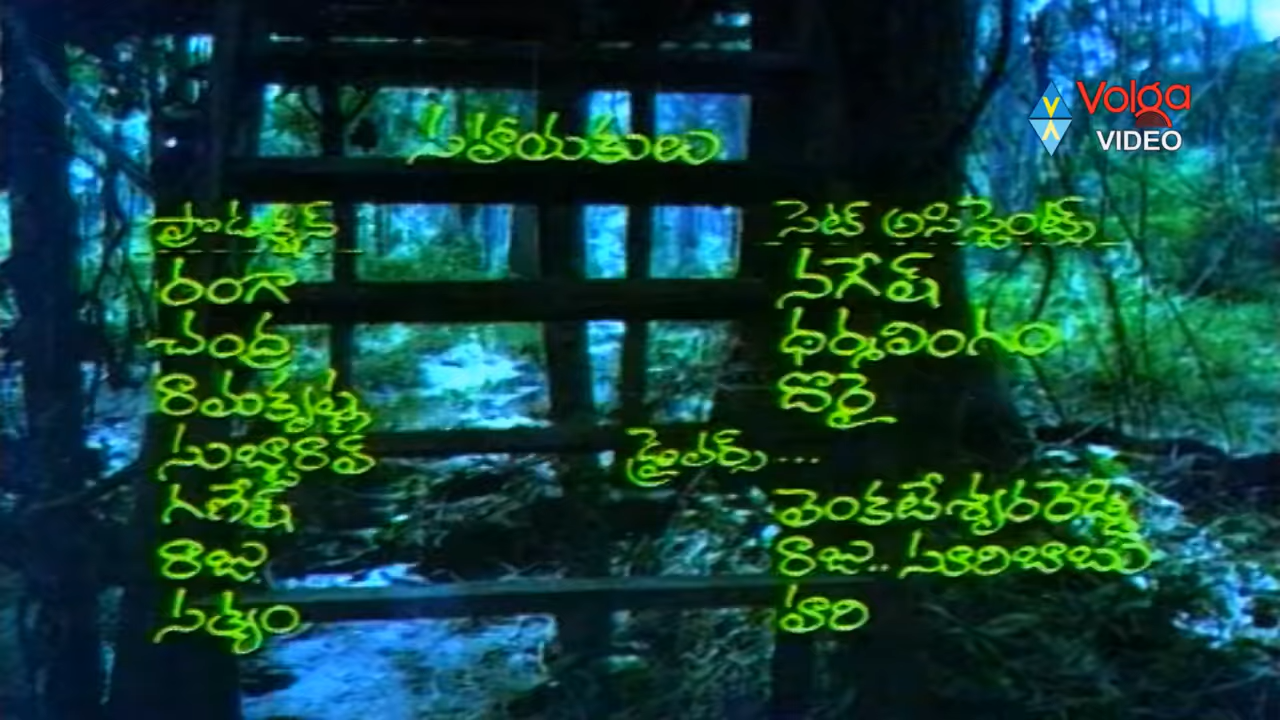 Volga
VIDEO
సహాయకులు
ప్రొడక్షన్
రంగా
చంద్ర
రామకృష్ణ
సుబ్బారావ్
గణేష్
రాజు
సత్యం
సెట్ అసిస్టెంట్స్
నగేష్
ధర్మలింగం
దొరై
డ్రైవర్స్...
వెంకటేశ్వరరెడ్డి
రాజు.. సూరిబాబు
హరి